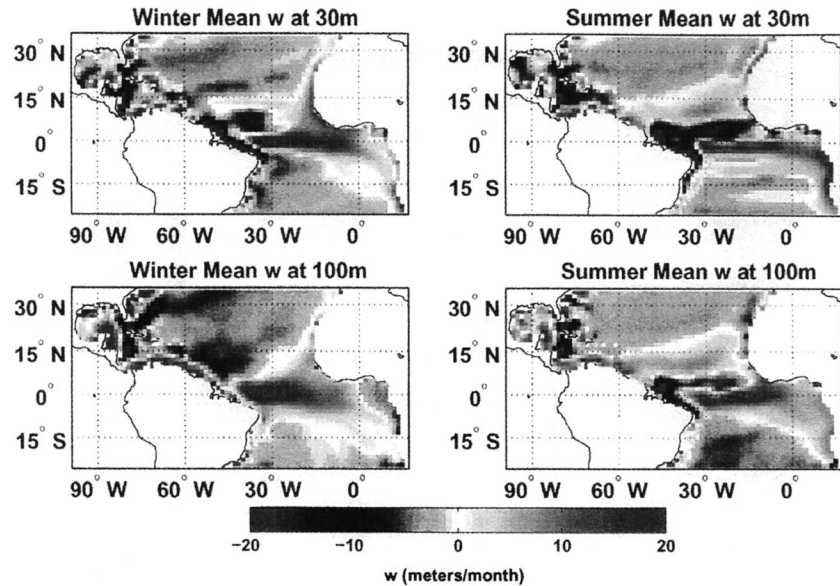 Winter Mean w at 30m
Summer Mean w at 30m
30° N
15° N
0°
15° S
90° W 60° W 30° W 0°
30° N
15° N
0°
15° S
90° W 60° W 30° W 0°
Winter Mean w at 100m
Summer Mean w at 100m
30° N
15° N
0°
15° S
90° W 60° W 30° W 0°
30° N
15° N
0°
15° S
90° W 60° W 30° W 0°
−20 −10 0 10 20
w (meters/month)